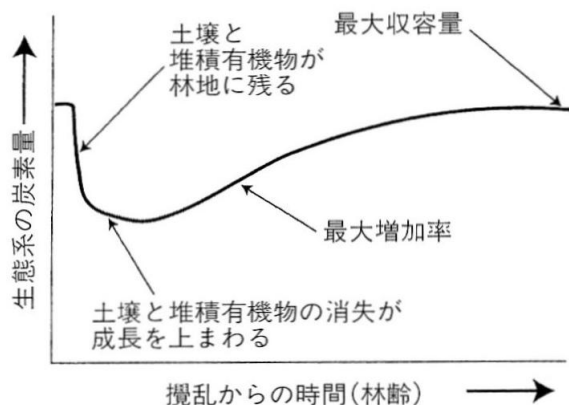 土壌と
堆積有機物が
林地に残る
最大収容量
生態系の炭素量
最大増加率
土壌と堆積有機物の消失が
成長を上まわる
攪乱からの時間(林齢)